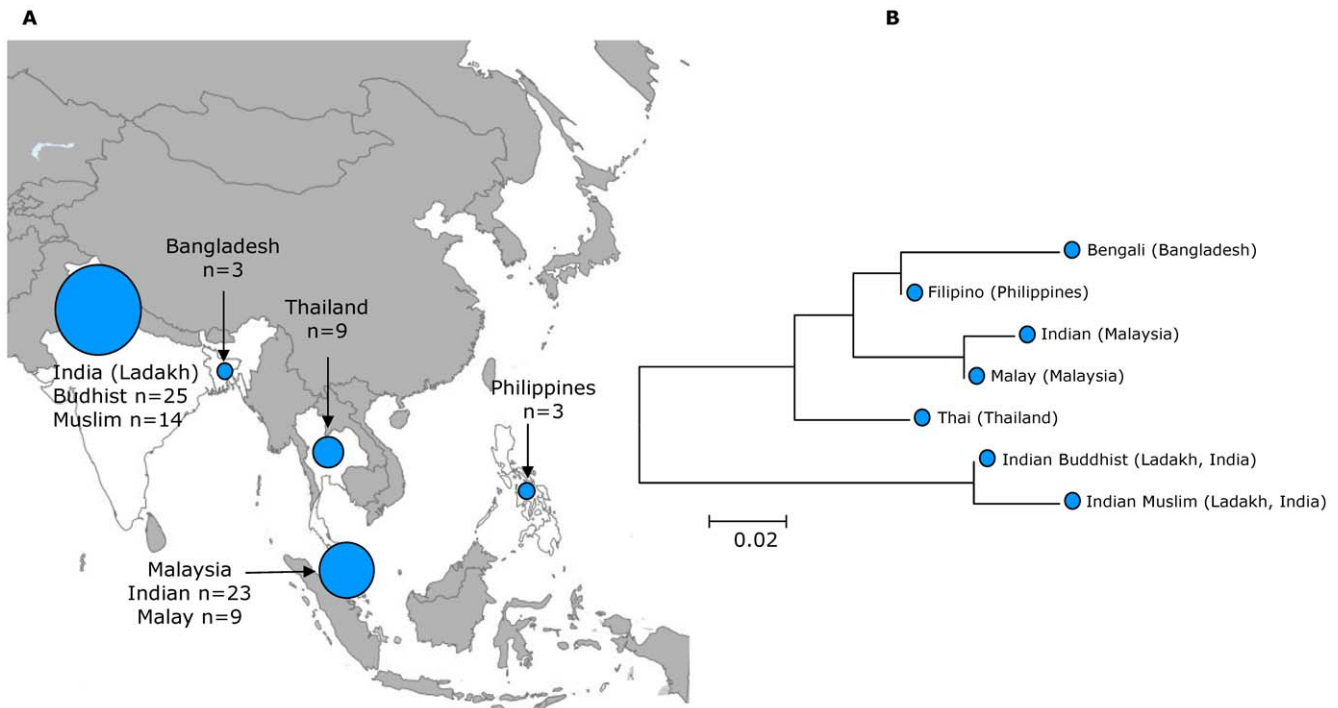 A
Bangladesh
n=3
Thailand
n=9
India (Ladakh)
Budhist n=25
Muslim n=14
Philippines
n=3
Malaysia
Indian n=23
Malay n=9
B
Bengali (Bangladesh)
Filipino (Philippines)
Indian (Malaysia)
Malay (Malaysia)
Thai (Thailand)
Indian Buddhist (Ladakh, India)
Indian Muslim (Ladakh, India)
0.02